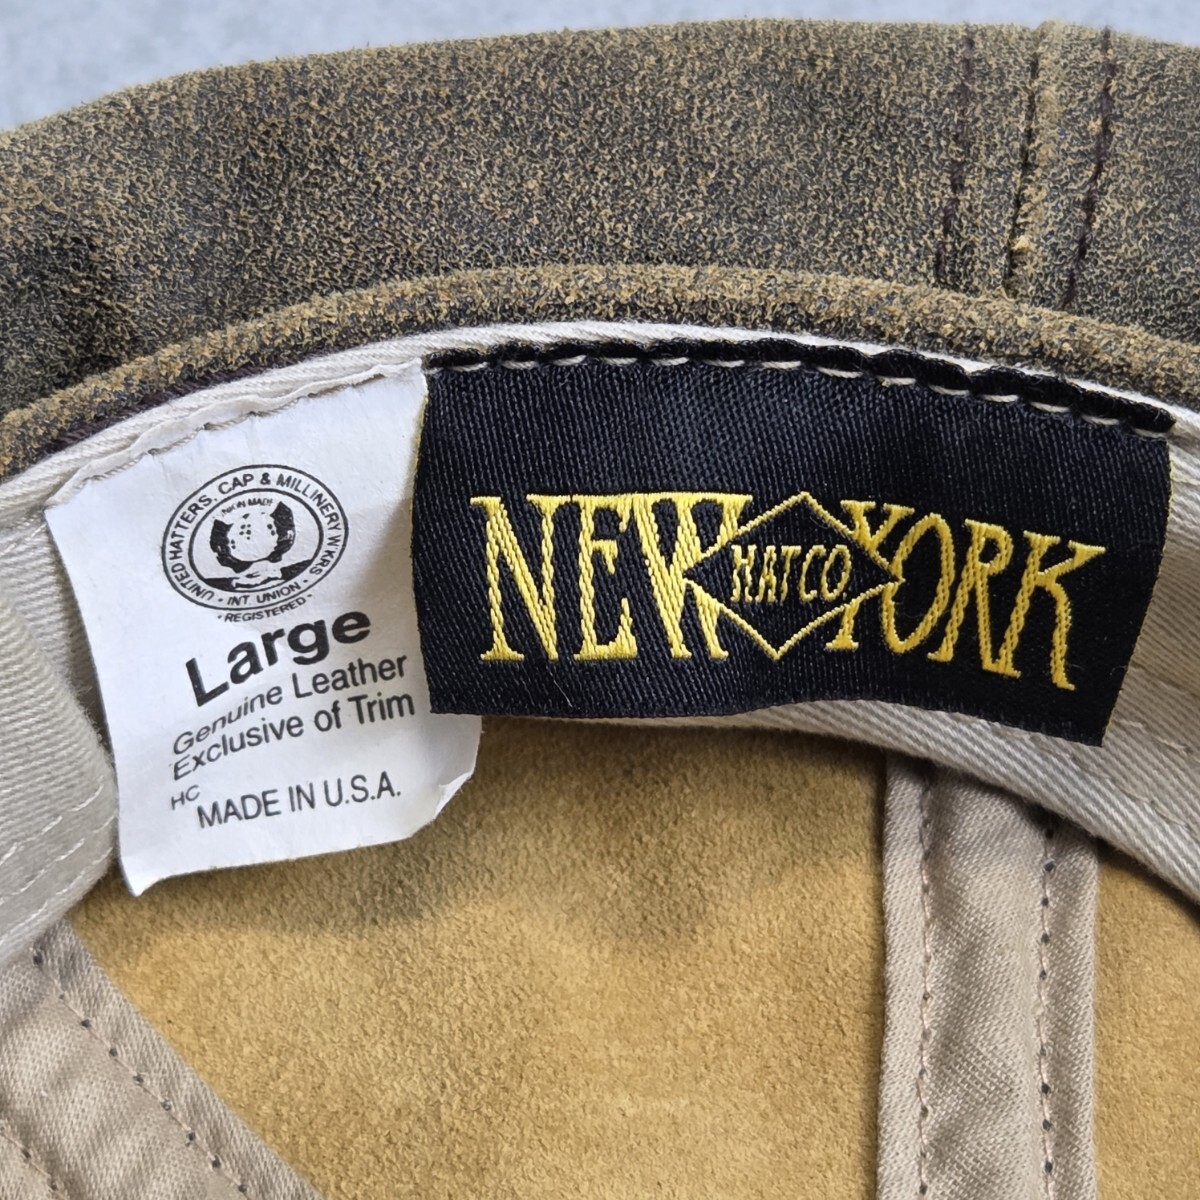 UNITED HATTERS, CAP & MILLINERY W'KRS
• INT. UNION •
• REGISTERED •
Large
Genuine Leather
Exclusive of Trim
HC
MADE IN U.S.A.
NEW YORK
HAT CO